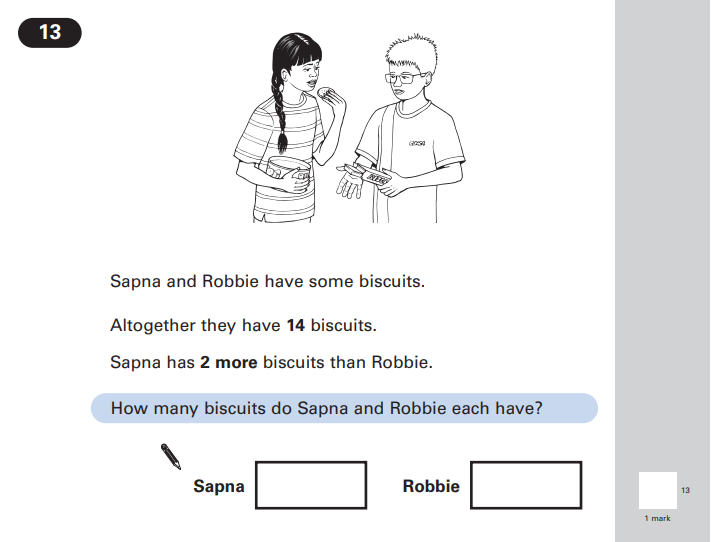 13
Sapna and Robbie have some biscuits.
Altogether they have 14 biscuits.
Sapna has 2 more biscuits than Robbie.
How many biscuits do Sapna and Robbie each have?
Sapna
Robbie
13
1 mark